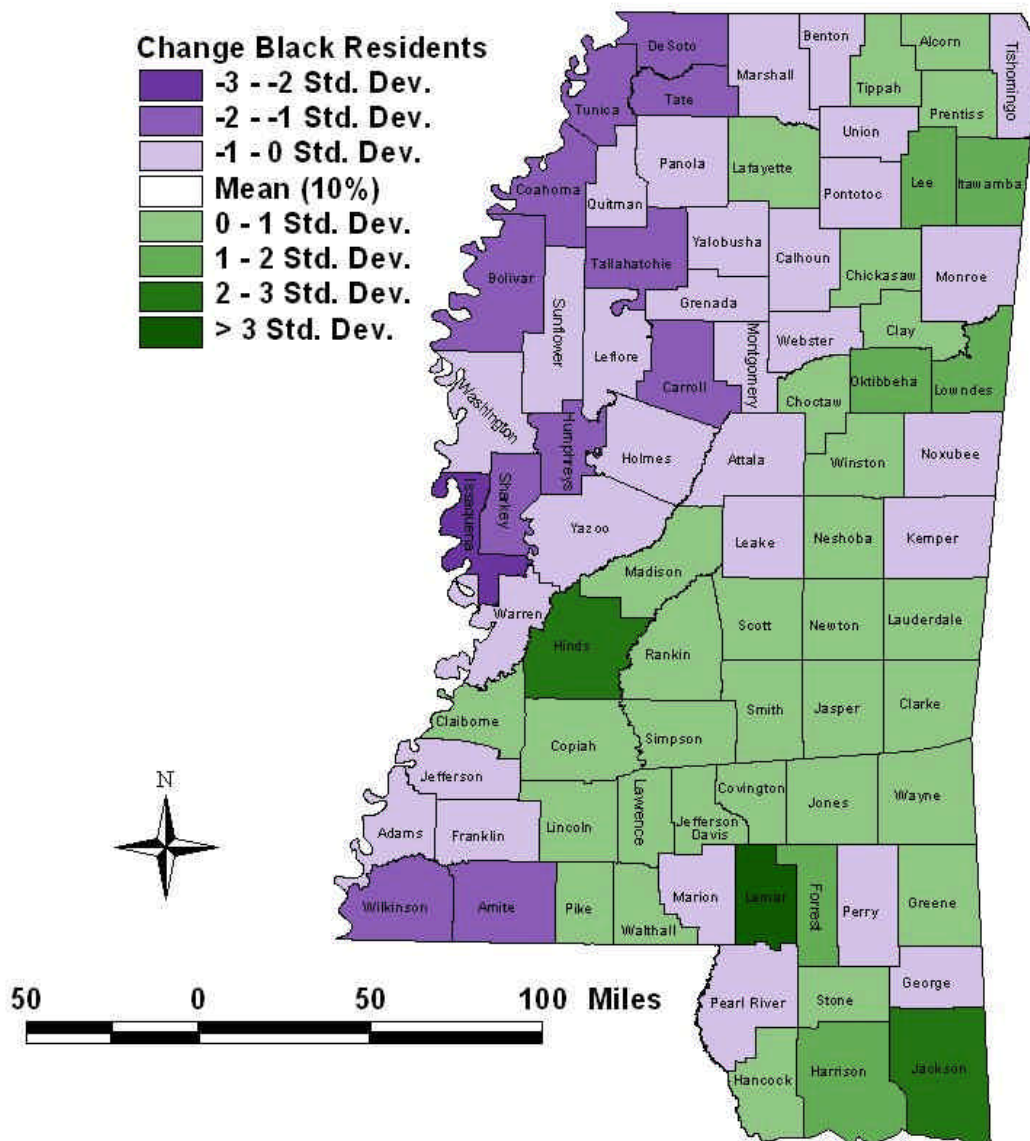 Change Black Residents
-3 - -2 Std. Dev.
-2 - -1 Std. Dev.
-1 - 0 Std. Dev.
Mean (10%)
0 - 1 Std. Dev.
1 - 2 Std. Dev.
2 - 3 Std. Dev.
> 3 Std. Dev.
DeSoto
Benton
Alcorn
Marshall
Tippah
Tishomingo
Tunica
Tate
Prentiss
Union
Panola
Lafayette
Coahoma
Quitman
Pontotoc
Lee
Itawamba
Yalobusha
Bolivar
Tallahatchie
Calhoun
Chickasaw
Monroe
Sunflower
Grenada
Leflore
Montgomery
Webster
Clay
Carroll
Choctaw
Oktibbeha
Lowndes
Washington
Humphreys
Holmes
Attala
Winston
Noxubee
Issaquena
Sharkey
Yazoo
Leake
Neshoba
Kemper
Madison
Warren
Hinds
Rankin
Scott
Newton
Lauderdale
Claiborne
Copiah
Simpson
Smith
Jasper
Clarke
Jefferson
Lawrence
Jefferson
Davis
Covington
Jones
Wayne
Adams
Franklin
Lincoln
Wilkinson
Amite
Pike
Walthall
Marion
Lamar
Forrest
Perry
Greene
Pearl River
Stone
George
Hancock
Harrison
Jackson
N
50 0 50 100 Miles